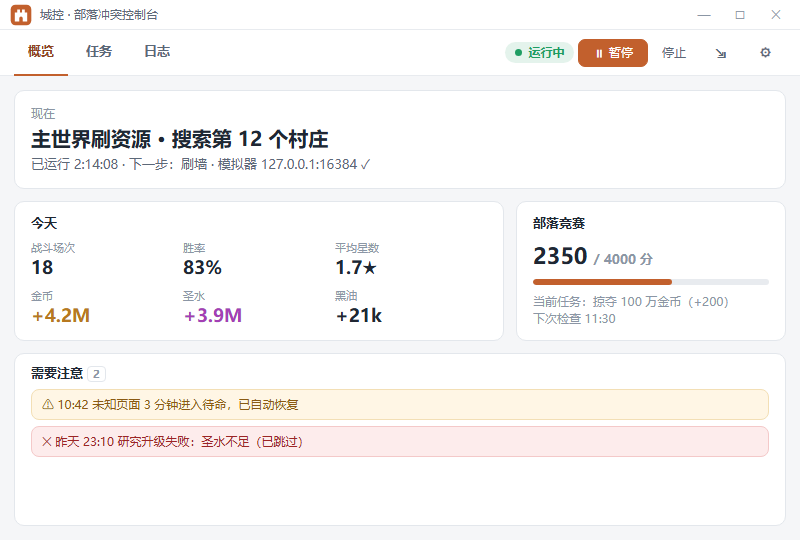 城控 · 部落冲突控制台
概览 任务 日志 运行中 暂停 停止
现在
主世界刷资源 · 搜索第 12 个村庄
已运行 2:14:08 · 下一步：刷墙 · 模拟器 127.0.0.1:16384 ✓
今天
战斗场次 胜率 平均星数
18 83% 1.7★
金币 圣水 黑油
+4.2M +3.9M +21k
部落竞赛
2350 / 4000 分
当前任务：掠夺 100 万金币（+200）
下次检查 11:30
需要注意 2
⚠ 10:42 未知页面 3 分钟进入待命，已自动恢复
✕ 昨天 23:10 研究升级失败：圣水不足（已跳过）